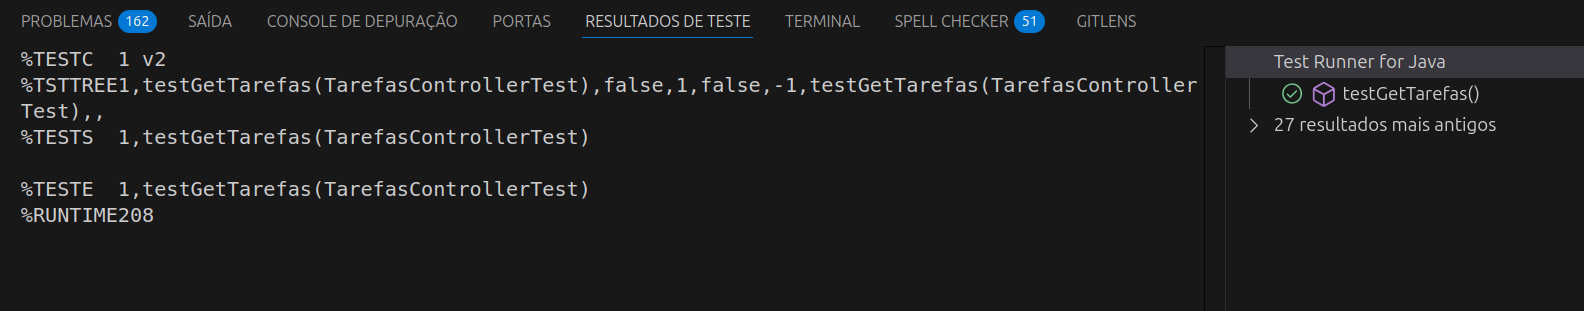 PROBLEMAS 162 SAÍDA CONSOLE DE DEPURAÇÃO PORTAS RESULTADOS DE TESTE TERMINAL SPELL CHECKER 51 GITLENS
%TESTC  1 v2
%TSTTREE1,testGetTarefas(TarefasControllerTest),false,1,false,-1,testGetTarefas(TarefasController
Test),,
%TESTS  1,testGetTarefas(TarefasControllerTest)
%TESTE  1,testGetTarefas(TarefasControllerTest)
%RUNTIME208
Test Runner for Java
testGetTarefas()
27 resultados mais antigos